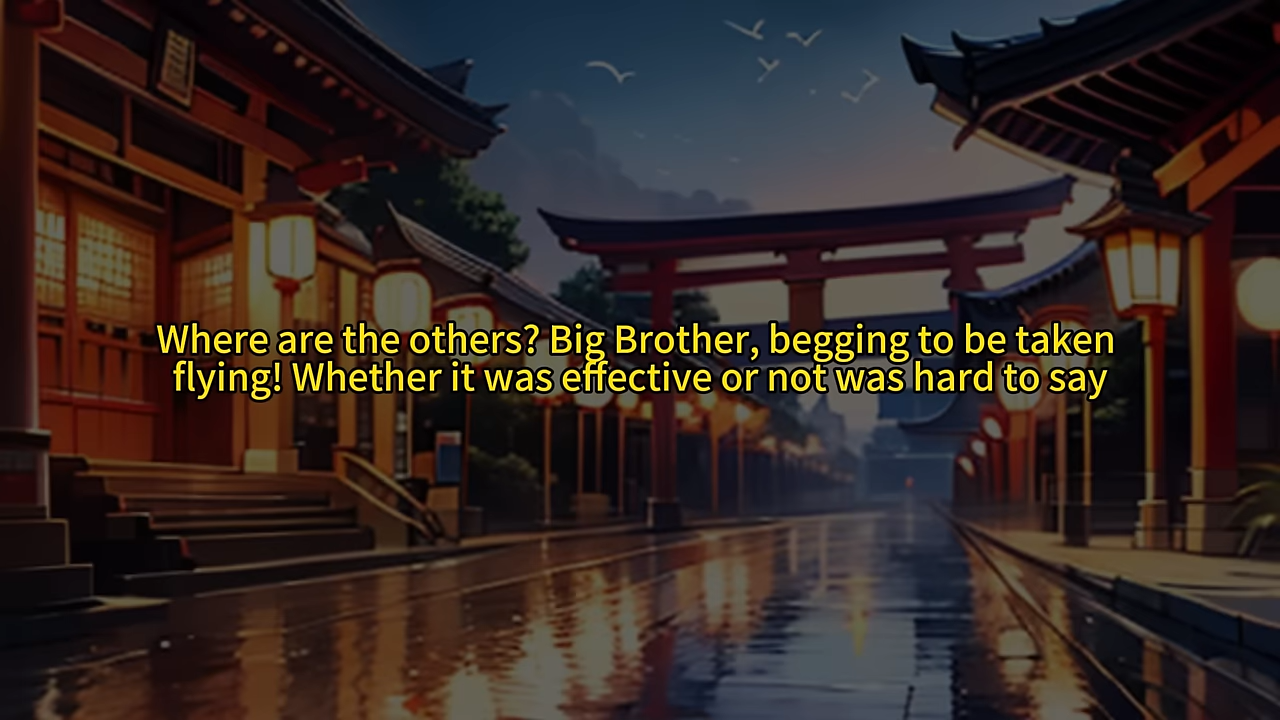 Where are the others? Big Brother, begging to be taken
flying! Whether it was effective or not was hard to say